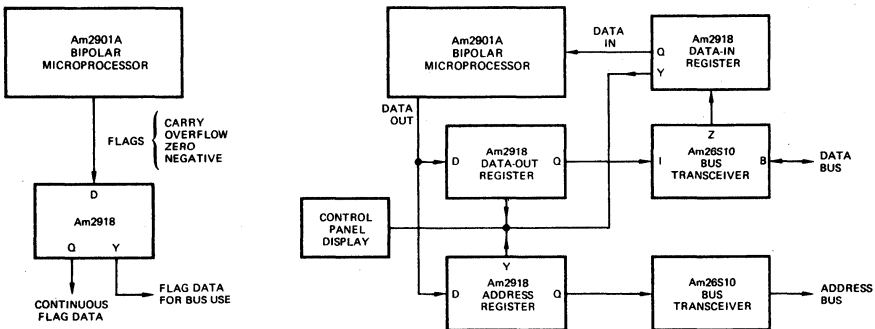 Am2901A
BIPOLAR
MICROPROCESSOR
FLAGS
CARRY
OVERFLOW
ZERO
NEGATIVE
D
Am2918
Q Y
CONTINUOUS
FLAG DATA
FLAG DATA
FOR BUS USE
Am2901A
BIPOLAR
MICROPROCESSOR
DATA
IN
Am2918
DATA-IN
REGISTER
Q
Y
DATA
OUT
D
Am2918
DATA-OUT
REGISTER
Q
Z
I
Am26S10
BUS
TRANSCEIVER
B
DATA
BUS
CONTROL
PANEL
DISPLAY
Y
D
Am2918
ADDRESS
REGISTER
Q
Am26S10
BUS
TRANSCEIVER
ADDRESS
BUS